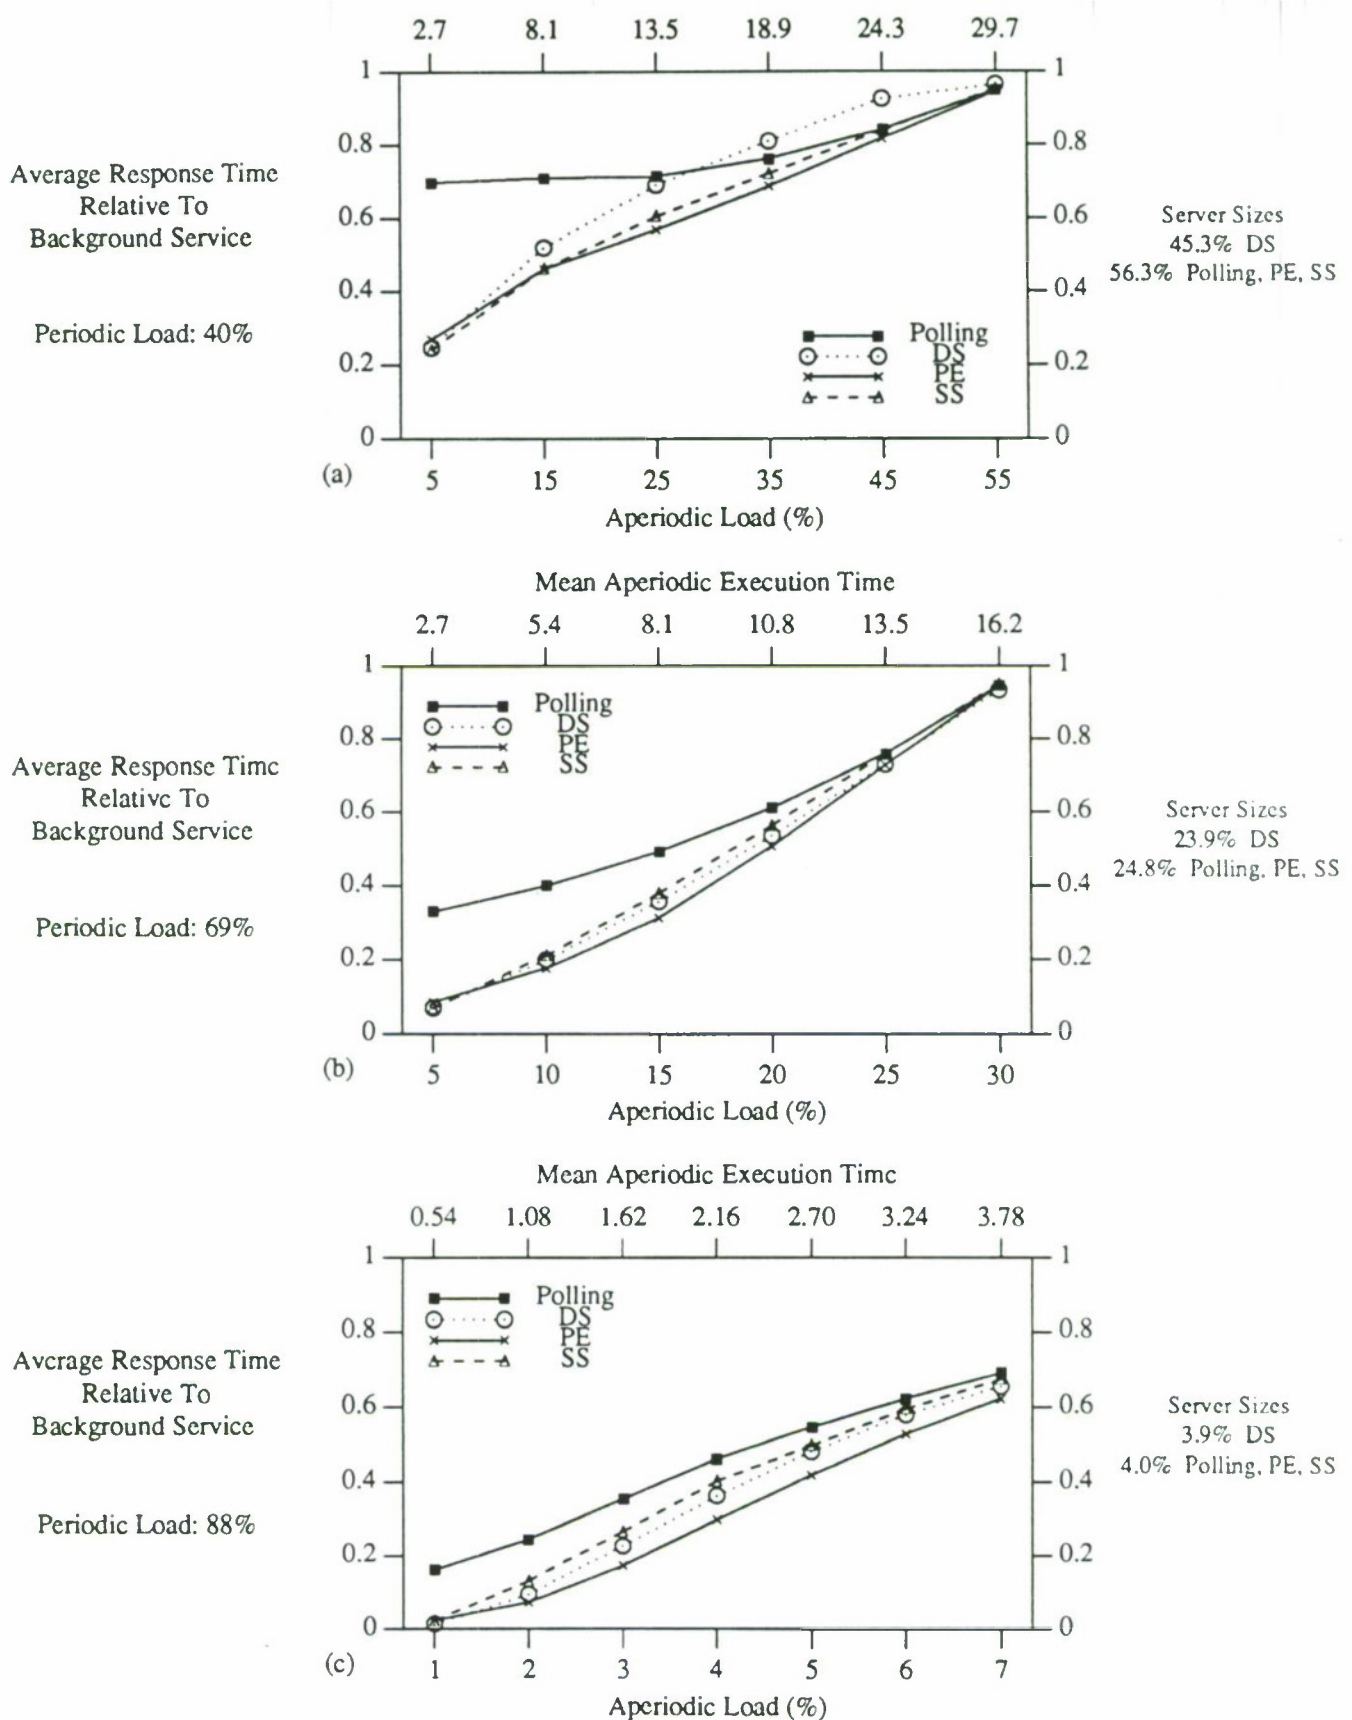 2.7 8.1 13.5 18.9 24.3 29.7
1 1
0.8 0.8
Average Response Time
Relative To
Background Service
0.6 0.6
Server Sizes
45.3% DS
56.3% Polling, PE, SS
0.4 0.4
Periodic Load: 40%
Polling
DS
PE
SS
0.2 0.2
0 0
(a)
5 15 25 35 45 55
Aperiodic Load (%)
Mean Aperiodic Execution Time
2.7 5.4 8.1 10.8 13.5 16.2
1 1
Polling
DS
PE
SS
0.8 0.8
Average Response Time
Relative To
Background Service
0.6 0.6
Server Sizes
23.9% DS
24.8% Polling, PE, SS
0.4 0.4
Periodic Load: 69%
0.2 0.2
0 0
(b)
5 10 15 20 25 30
Aperiodic Load (%)
Mean Aperiodic Execution Time
0.54 1.08 1.62 2.16 2.70 3.24 3.78
1 1
Polling
DS
PE
SS
0.8 0.8
Average Response Time
Relative To
Background Service
0.6 0.6
Server Sizes
3.9% DS
4.0% Polling, PE, SS
0.4 0.4
Periodic Load: 88%
0.2 0.2
0 0
(c)
1 2 3 4 5 6 7
Aperiodic Load (%)